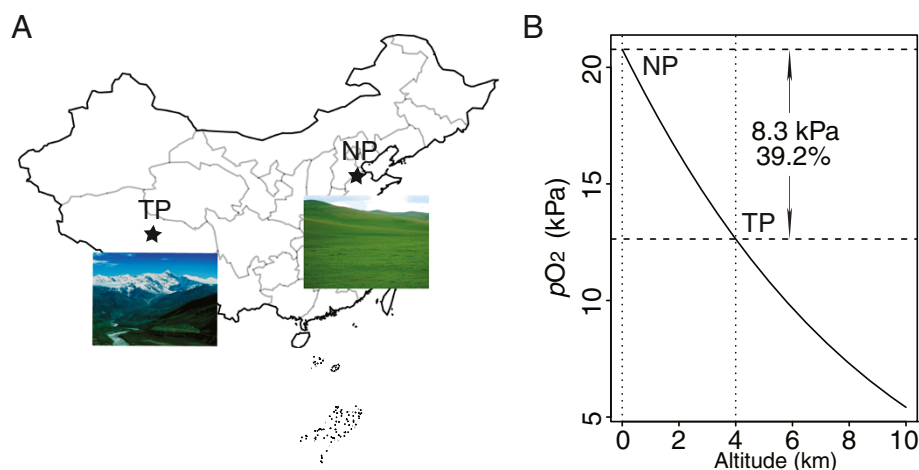 A
NP
TP
B
pO2 (kPa)
20
15
10
5
NP
8.3 kPa
39.2%
TP
0 2 4 6 8 10
Altitude (km)